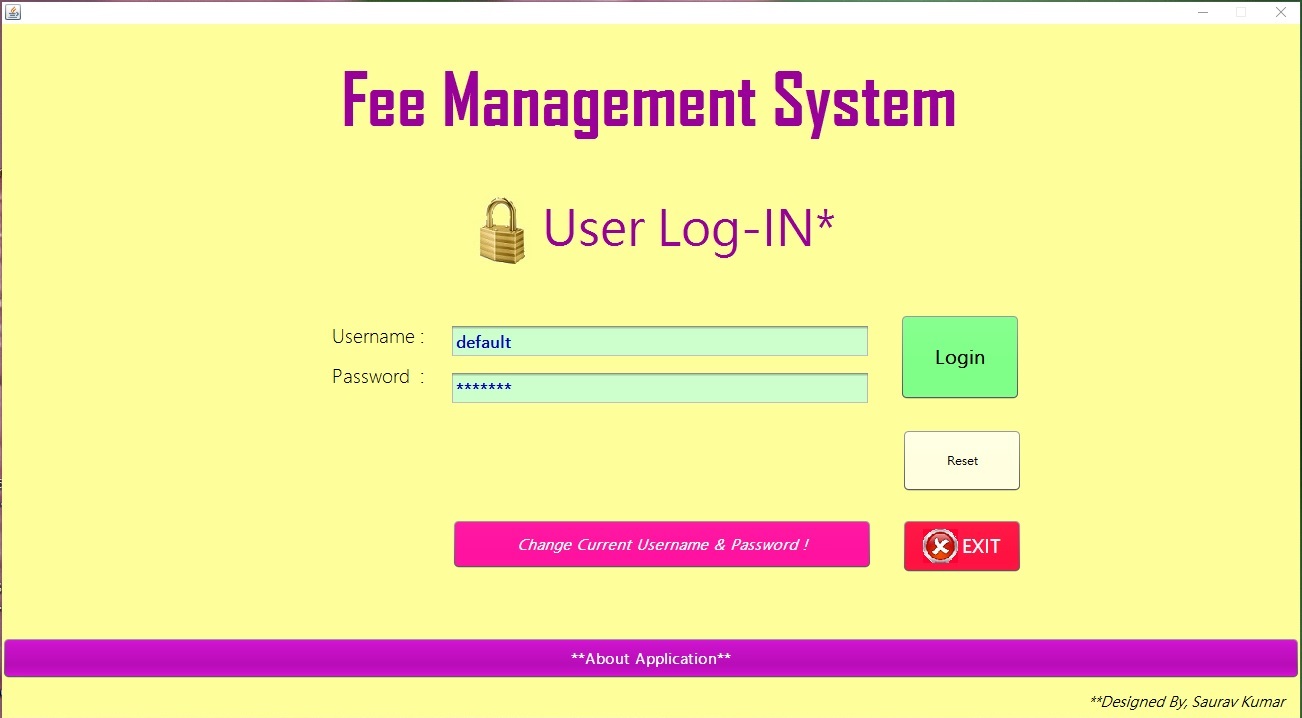 Fee Management System
User Log-IN*
Username :
default
Password :
*******
Login
Reset
Change Current Username & Password !
EXIT
**About Application**
**Designed By, Saurav Kumar